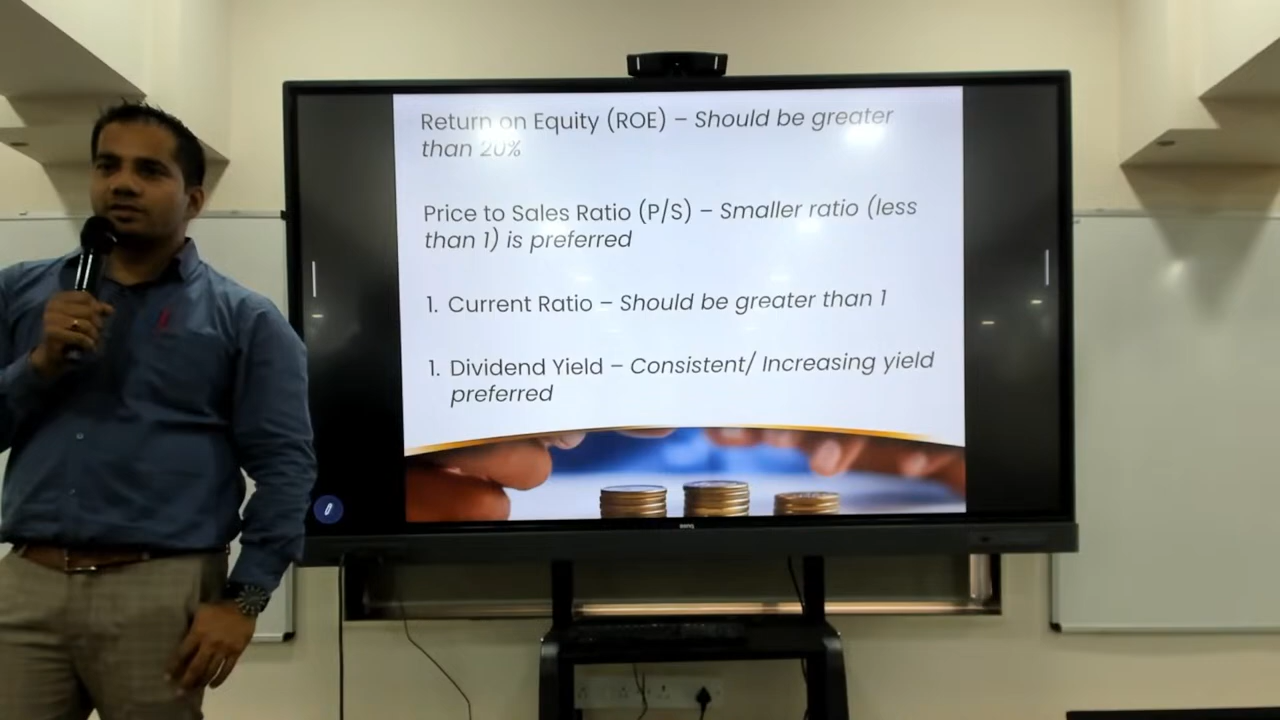 Return on Equity (ROE) – Should be greater
than 20%
Price to Sales Ratio (P/S) – Smaller ratio (less
than 1) is preferred
1. Current Ratio – Should be greater than 1
1. Dividend Yield – Consistent/ Increasing yield
preferred
BenQ